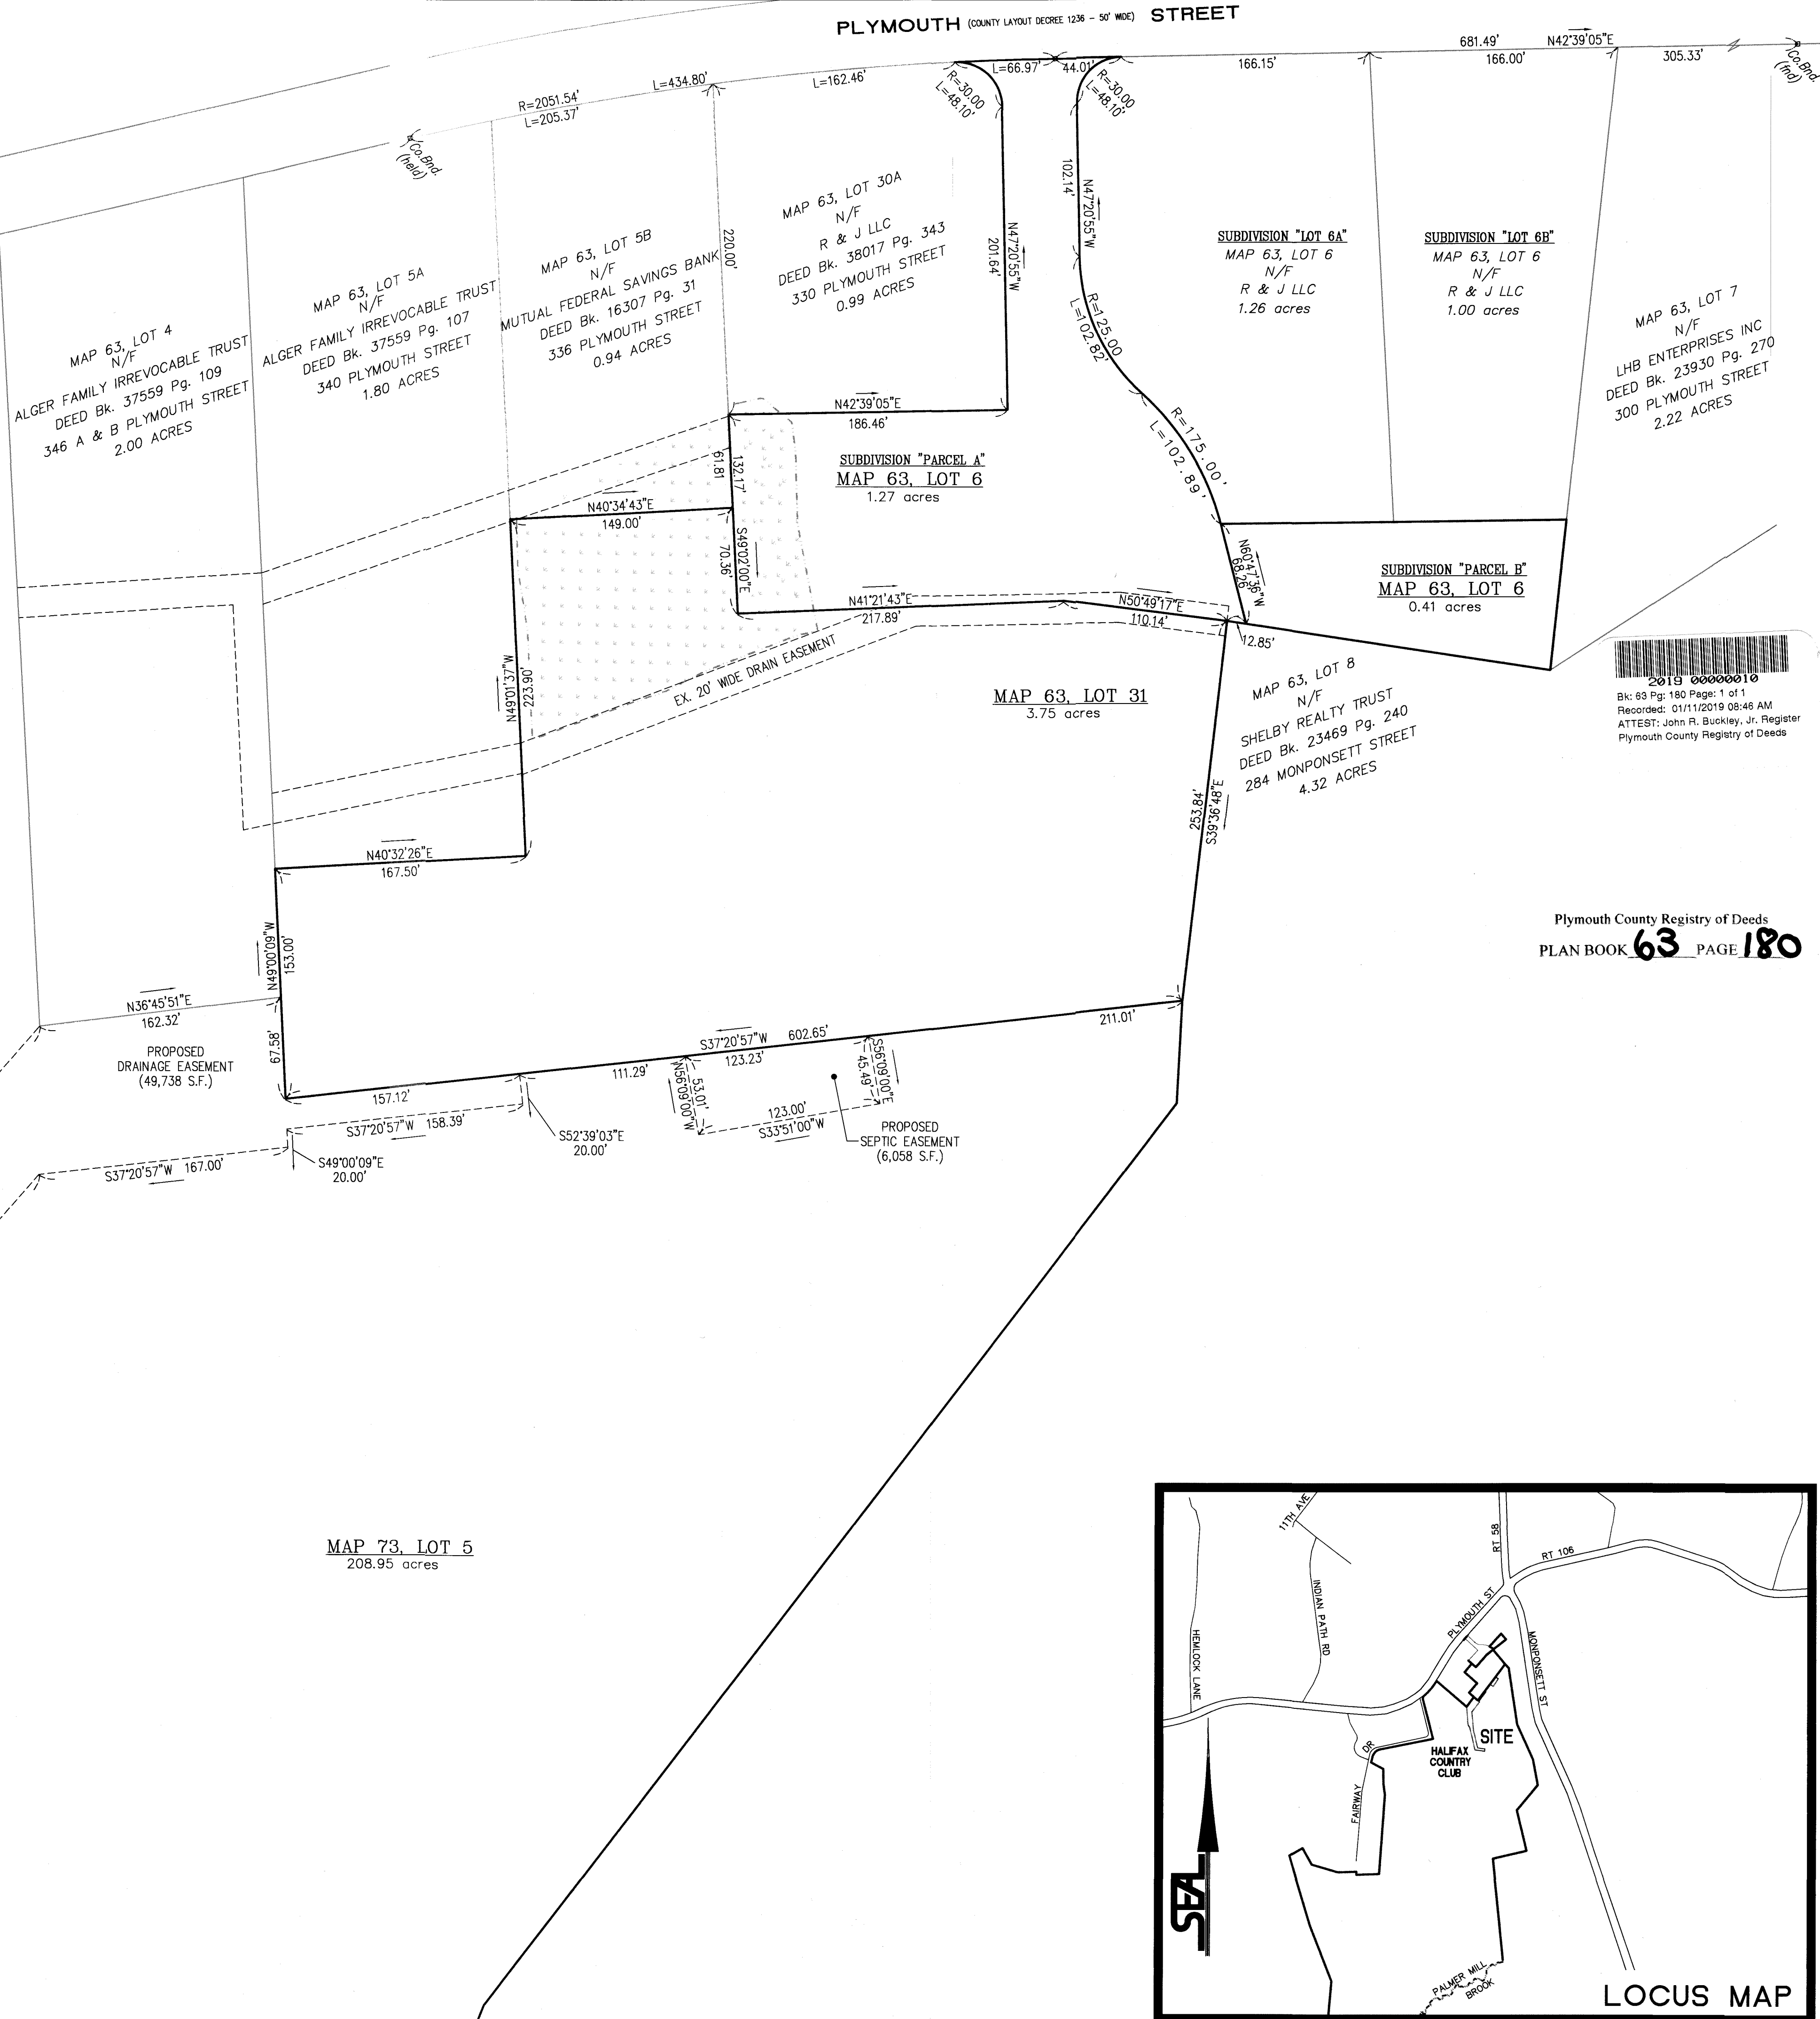 PLYMOUTH (COUNTY LAYOUT DECREE 1236 - 50' WIDE) STREET
681.49' N42°39'05"E
166.15'
166.00'
305.33'
Co.Bnd.
(fnd)
L=434.80'
L=162.46'
L=66.97'
44.01'
R=2051.54'
L=205.37'
Co.Bnd.
(held)
R=30.00
L=48.10'
R=30.00
L=48.10'
MAP 63, LOT 4
N/F
ALGER FAMILY IRREVOCABLE TRUST
DEED Bk. 37559 Pg. 109
346 A & B PLYMOUTH STREET
2.00 ACRES
MAP 63, LOT 5A
N/F
ALGER FAMILY IRREVOCABLE TRUST
DEED Bk. 37559 Pg. 107
340 PLYMOUTH STREET
1.80 ACRES
MAP 63, LOT 5B
N/F
MUTUAL FEDERAL SAVINGS BANK
DEED Bk. 16307 Pg. 31
336 PLYMOUTH STREET
0.94 ACRES
220.00'
MAP 63, LOT 30A
N/F
R & J LLC
DEED Bk. 38017 Pg. 343
330 PLYMOUTH STREET
0.99 ACRES
N47°20'55"W
201.64'
102.14'
N47°20'55"W
R=125.00
L=102.82'
R=175.00'
L=102.89'
SUBDIVISION "LOT 6A"
MAP 63, LOT 6
N/F
R & J LLC
1.26 acres
SUBDIVISION "LOT 6B"
MAP 63, LOT 6
N/F
R & J LLC
1.00 acres
MAP 63, LOT 7
N/F
LHB ENTERPRISES INC
DEED Bk. 23930 Pg. 270
300 PLYMOUTH STREET
2.22 ACRES
N42°39'05"E
186.46'
SUBDIVISION "PARCEL A"
MAP 63, LOT 6
1.27 acres
61.81
132.17'
N40°34'43"E
149.00'
70.36'
S49°02'00"E
N41°21'43"E
217.89'
N50°49'17"E
110.14'
N60°47'36"W
68.26'
12.85'
SUBDIVISION "PARCEL B"
MAP 63, LOT 6
0.41 acres
N49°01'37"W
223.90'
EX. 20' WIDE DRAIN EASEMENT
MAP 63, LOT 31
3.75 acres
MAP 63, LOT 8
N/F
SHELBY REALTY TRUST
DEED Bk. 23469 Pg. 240
284 MONPONSETT STREET
4.32 ACRES
2019 00000010
Bk: 63 Pg: 180 Page: 1 of 1
Recorded: 01/11/2019 08:46 AM
ATTEST: John R. Buckley, Jr. Register
Plymouth County Registry of Deeds
253.84'
S39°36'48"E
N40°32'26"E
167.50'
Plymouth County Registry of Deeds
PLAN BOOK 63 PAGE 180
N49°00'09"W
153.00'
N36°45'51"E
162.32'
67.58'
PROPOSED
DRAINAGE EASEMENT
(49,738 S.F.)
S37°20'57"W 602.65'
211.01'
123.23'
111.29'
157.12'
S37°20'57"W 158.39'
S37°20'57"W 167.00'
S49°00'09"E
20.00'
S52°39'03"E
20.00'
53.01'
N56°09'00"W
S56°09'00"E
45.49'
123.00'
S33°51'00"W
PROPOSED
SEPTIC EASEMENT
(6,058 S.F.)
MAP 73, LOT 5
208.95 acres
11TH AVE
RT 58
RT 106
INDIAN PATH RD
HEMLOCK LANE
PLYMOUTH ST
MONPONSETT ST
SITE
DR
FAIRWAY
HALIFAX
COUNTRY
CLUB
SEAL
PALMER MILL
BROOK
LOCUS MAP